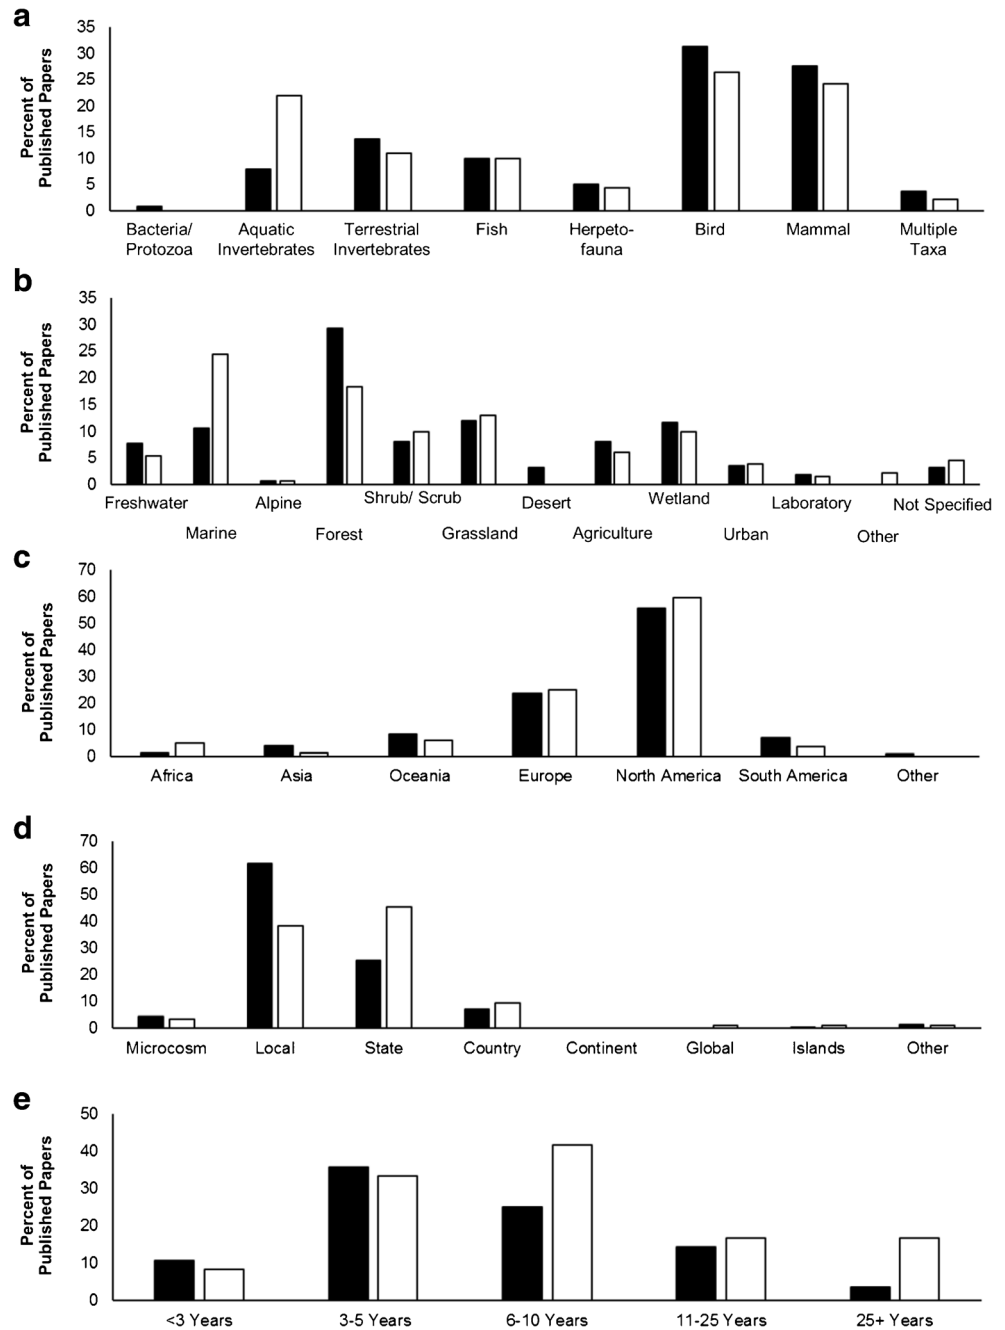 a
Percent of
Published Papers
35
30
25
20
15
10
5
0
Bacteria/
Protozoa
Aquatic
Invertebrates
Terrestrial
Invertebrates
Fish
Herpeto-
fauna
Bird
Mammal
Multiple
Taxa
b
Percent of
Published Papers
35
30
25
20
15
10
5
0
Freshwater
Marine
Alpine
Forest
Shrub/ Scrub
Grassland
Desert
Agriculture
Wetland
Urban
Laboratory
Other
Not Specified
c
Percent of
Published Papers
70
60
50
40
30
20
10
0
Africa
Asia
Oceania
Europe
North America
South America
Other
d
Percent of
Published Papers
70
60
50
40
30
20
10
0
Microcosm
Local
State
Country
Continent
Global
Islands
Other
e
Percent of
Published Papers
50
40
30
20
10
0
<3 Years
3-5 Years
6-10 Years
11-25 Years
25+ Years